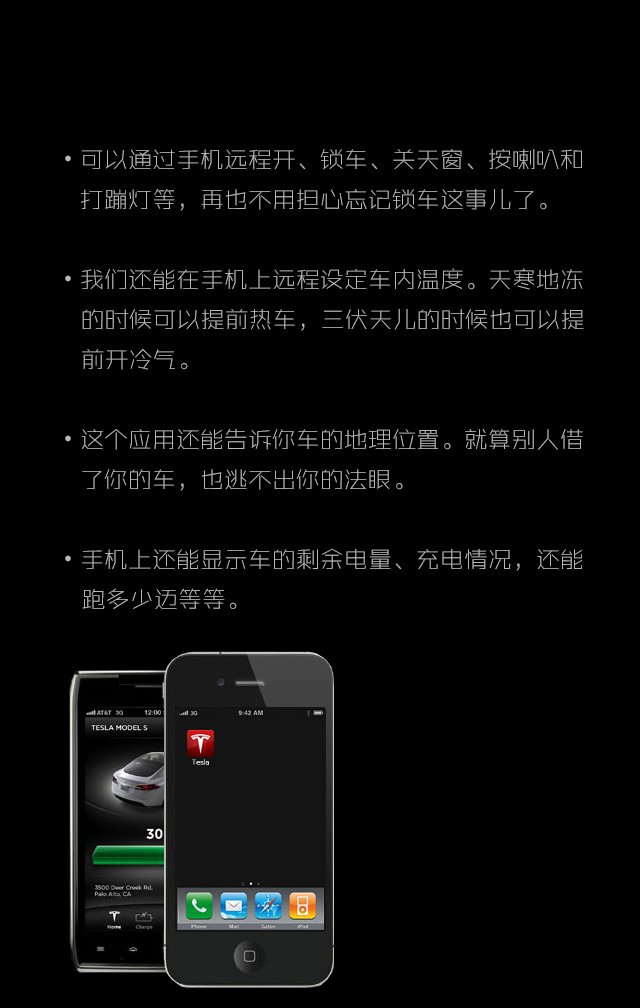 • 可以通过手机远程开、锁车、关天窗、按喇叭和
打蹦灯等，再也不用担心忘记锁车这事儿了。
• 我们还能在手机上远程设定车内温度。天寒地冻
的时候可以提前热车，三伏天儿的时候也可以提
前开冷气。
• 这个应用还能告诉你车的地理位置。就算别人借
了你的车，也逃不出你的法眼。
• 手机上还能显示车的剩余电量、充电情况，还能
跑多少迈等等。
AT&T 3G 12:00
TESLA MODEL S
30
3500 Deer Creek Rd,
Palo Alto, CA
Home Charge
3G 9:42 AM
Tesla
Phone Mail Safari iPod